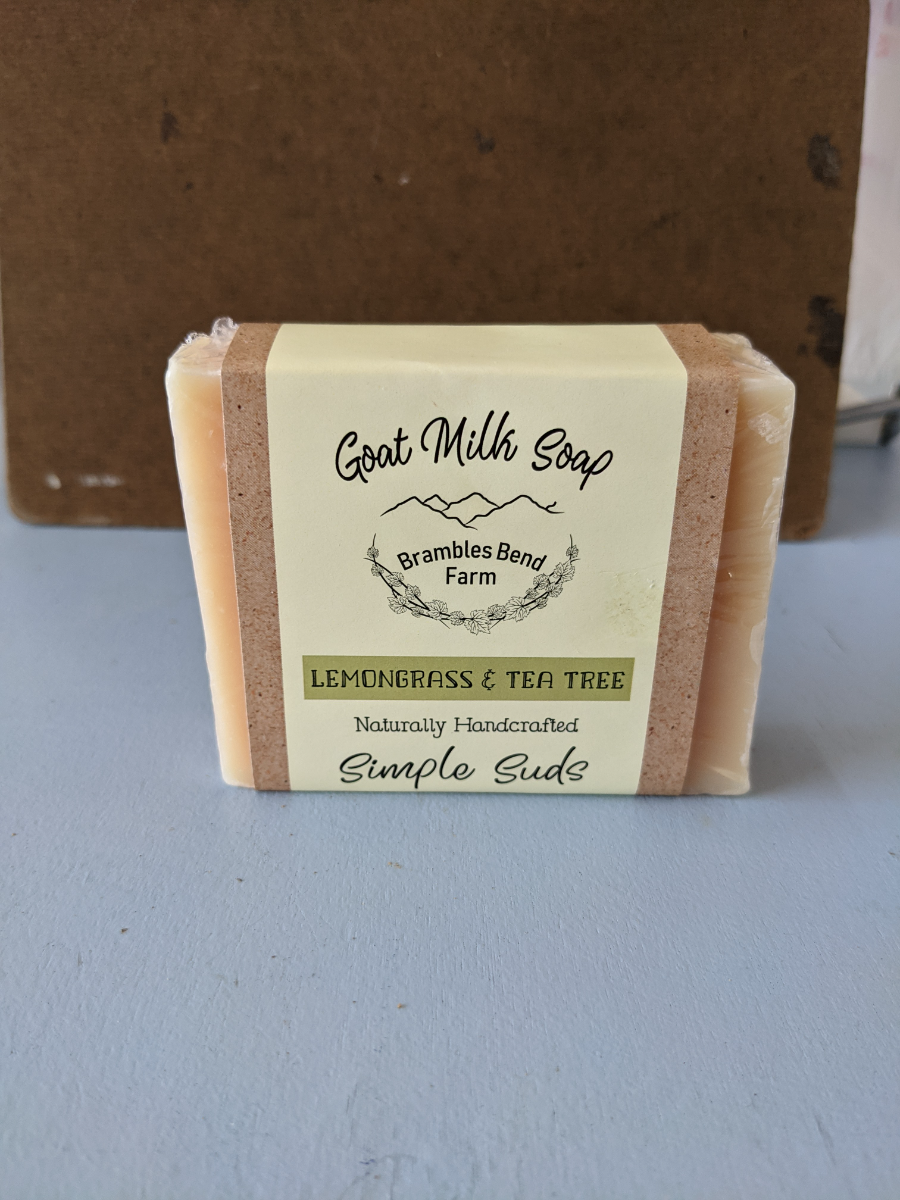 Goat Milk Soap
Brambles Bend
Farm
LEMONGRASS & TEA TREE
Naturally Handcrafted
Simple Suds